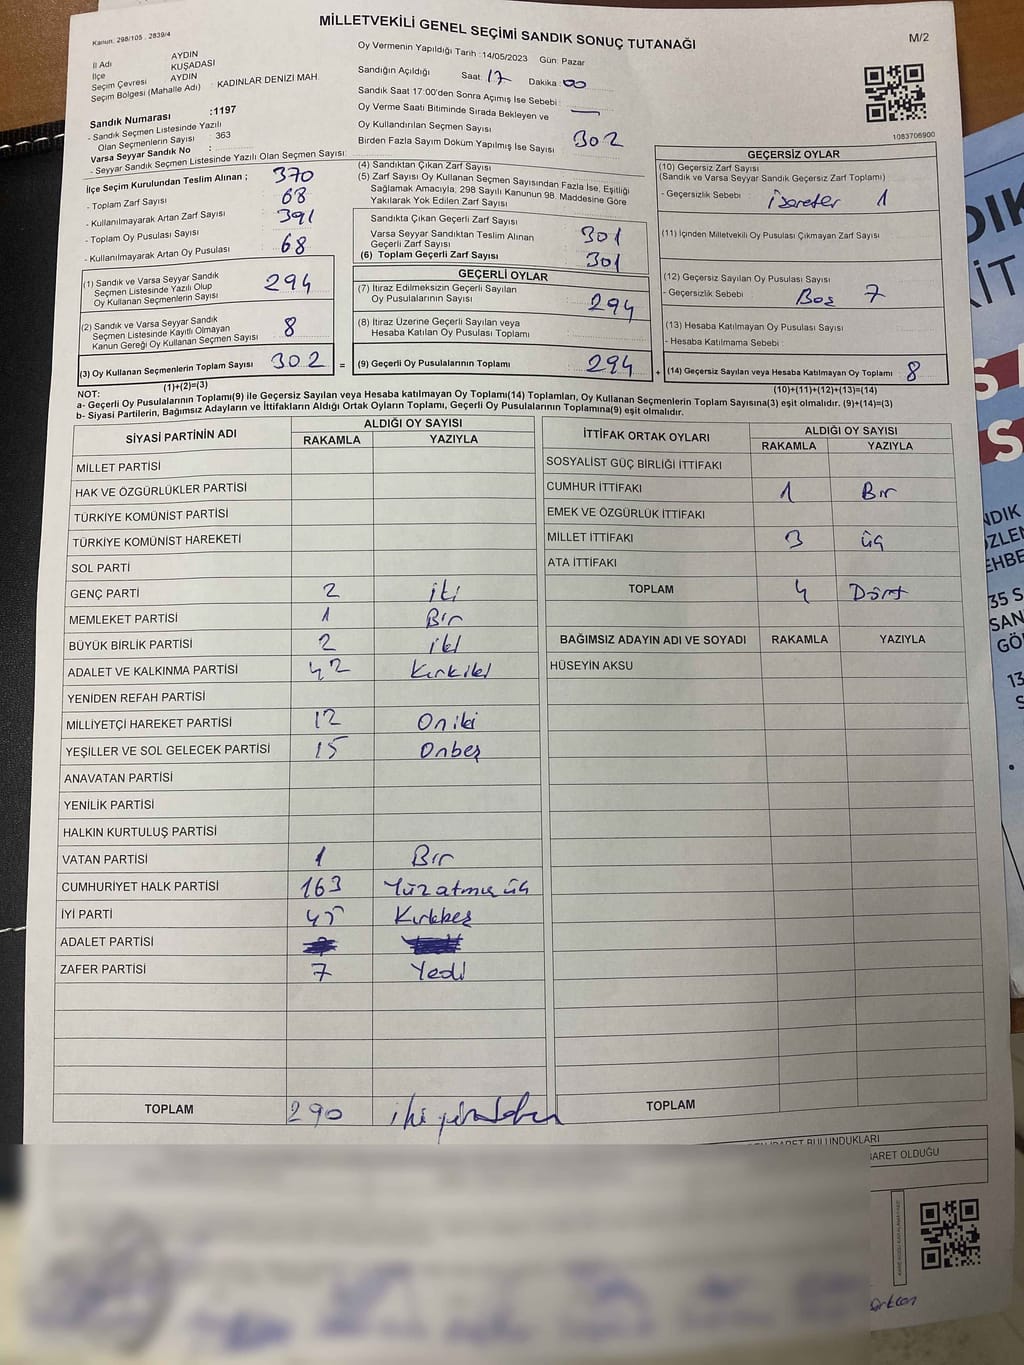 MİLLETVEKİLİ GENEL SEÇİMİ SANDIK SONUÇ TUTANAĞI
M/2
Kanun: 298/105 . 2839/4
İl Adı AYDIN
İlçe KUŞADASI
Seçim Çevresi AYDIN
Seçim Bölgesi (Mahalle Adı) : KADINLAR DENİZİ MAH.
Sandık Numarası :1197
- Sandık Seçmen Listesinde Yazılı
Olan Seçmenlerin Sayısı : 363
Varsa Seyyar Sandık No :
- Seyyar Sandık Seçmen Listesinde Yazılı Olan Seçmen Sayısı:
Oy Vermenin Yapıldığı Tarih :14/05/2023 Gün: Pazar
Sandığın Açıldığı Saat 17 Dakika 00
Sandık Saat 17:00'den Sonra Açımış İse Sebebi :
Oy Verme Saati Bitiminde Sırada Bekleyen ve
Oy Kullandırılan Seçmen Sayısı
Birden Fazla Sayım Döküm Yapılmış İse Sayısı 302
1083706900
İlçe Seçim Kurulundan Teslim Alınan ; 370
- Toplam Zarf Sayısı 68
- Kullanılmayarak Artan Zarf Sayısı 391
- Toplam Oy Pusulası Sayısı
- Kullanılmayarak Artan Oy Pusulası 68
(4) Sandıktan Çıkan Zarf Sayısı
(5) Zarf Sayısı Oy Kullanan Seçmen Sayısından Fazla İse, Eşitliği
Sağlamak Amacıyla, 298 Sayılı Kanunun 98. Maddesine Göre
Yakılarak Yok Edilen Zarf Sayısı
Sandıkta Çıkan Geçerli Zarf Sayısı
Varsa Seyyar Sandıktan Teslim Alınan
Geçerli Zarf Sayısı 301
(6) Toplam Geçerli Zarf Sayısı 301
GEÇERSİZ OYLAR
(10) Geçersiz Zarf Sayısı
(Sandık ve Varsa Seyyar Sandık Geçersiz Zarf Toplamı)
- Geçersizlik Sebebi : İşaretler 1
(11) İçinden Milletvekili Oy Pusulası Çıkmayan Zarf Sayısı
(12) Geçersiz Sayılan Oy Pusulası Sayısı
- Geçersizlik Sebebi : Boş 7
(13) Hesaba Katılmayan Oy Pusulası Sayısı
- Hesaba Katılmama Sebebi :
(1) Sandık ve Varsa Seyyar Sandık
Seçmen Listesinde Yazılı Olup
Oy Kullanan Seçmenlerin Sayısı 294
(2) Sandık ve Varsa Seyyar Sandık
Seçmen Listesinde Kayıtlı Olmayan
Kanun Gereği Oy Kullanan Seçmen Sayısı 8
GEÇERLİ OYLAR
(7) İtiraz Edilmeksizin Geçerli Sayılan
Oy Pusulalarının Sayısı : 294
(8) İtiraz Üzerine Geçerli Sayılan veya
Hesaba Katılan Oy Pusulası Toplamı
(3) Oy Kullanan Seçmenlerin Toplam Sayısı 302 = (9) Geçerli Oy Pusulalarının Toplamı : 294 + (14) Geçersiz Sayılan veya Hesaba Katılmayan Oy Toplamı 8
(1)+(2)=(3)
(10)+(11)+(12)+(13)=(14)
NOT:
a- Geçerli Oy Pusulalarının Toplamı(9) ile Geçersiz Sayılan veya Hesaba katılmayan Oy Toplamı(14) Toplamları, Oy Kullanan Seçmenlerin Toplam Sayısına(3) eşit olmalıdır. (9)+(14)=(3)
b- Siyasi Partilerin, Bağımsız Adayların ve İttifakların Aldığı Ortak Oyların Toplamı, Geçerli Oy Pusulalarının Toplamına(9) eşit olmalıdır.
SİYASİ PARTİNİN ADI ALDIĞI OY SAYISI
RAKAMLA YAZIYLA
MİLLET PARTİSİ
HAK VE ÖZGÜRLÜKLER PARTİSİ
TÜRKİYE KOMÜNİST PARTİSİ
TÜRKİYE KOMÜNİST HAREKETİ
SOL PARTİ
GENÇ PARTİ 2 iki
MEMLEKET PARTİSİ 1 Bir
BÜYÜK BİRLİK PARTİSİ 2 iki
ADALET VE KALKINMA PARTİSİ 42 Kırkiki
YENİDEN REFAH PARTİSİ
MİLLİYETÇİ HAREKET PARTİSİ 12 Oniki
YEŞİLLER VE SOL GELECEK PARTİSİ 15 Onbeş
ANAVATAN PARTİSİ
YENİLİK PARTİSİ
HALKIN KURTULUŞ PARTİSİ
VATAN PARTİSİ 1 Bir
CUMHURİYET HALK PARTİSİ 163 Yüzatmışüç
İYİ PARTİ 45 Kırkbeş
ADALET PARTİSİ
ZAFER PARTİSİ 7 Yedi
TOPLAM 290
İTTİFAK ORTAK OYLARI ALDIĞI OY SAYISI
RAKAMLA YAZIYLA
SOSYALİST GÜÇ BİRLİĞİ İTTİFAKI
CUMHUR İTTİFAKI 1 Bir
EMEK VE ÖZGÜRLÜK İTTİFAKI
MİLLET İTTİFAKI 3 üç
ATA İTTİFAKI
TOPLAM 4 Dört
BAĞIMSIZ ADAYIN ADI VE SOYADI RAKAMLA YAZIYLA
HÜSEYİN AKSU
TOPLAM
BULUNDUKLARI
OLDUĞU